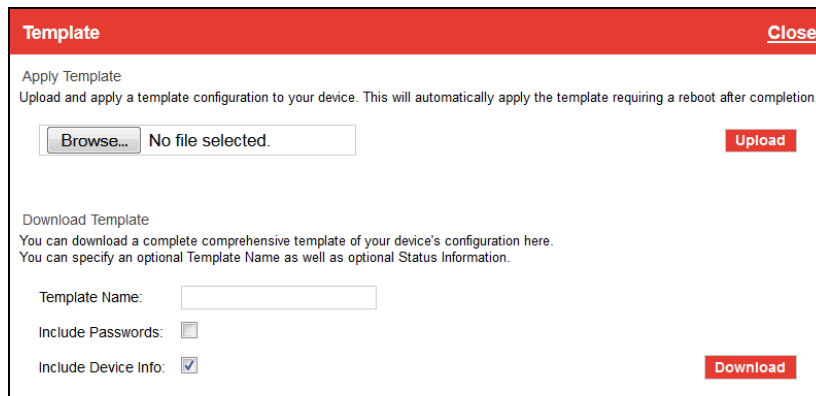 Template
Close
Apply Template
Upload and apply a template configuration to your device. This will automatically apply the template requiring a reboot after completion.
Browse... No file selected.
Upload
Download Template
You can download a complete comprehensive template of your device's configuration here.
You can specify an optional Template Name as well as optional Status Information.
Template Name:
Include Passwords:
Include Device Info:
Download